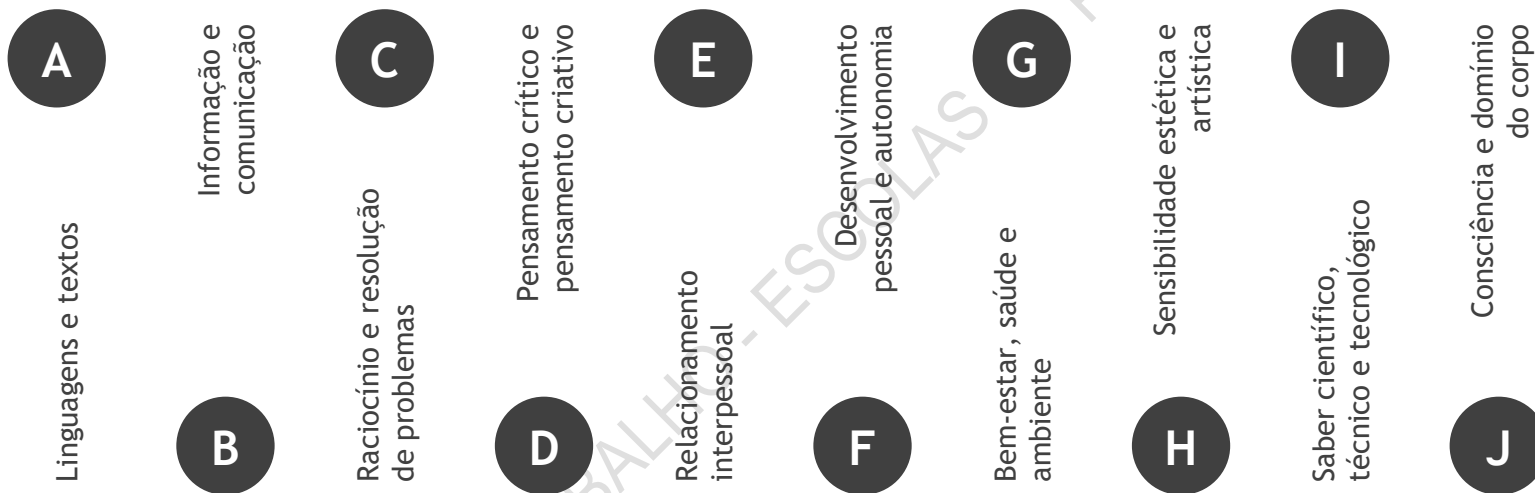 A
Linguagens e textos
Informação e
comunicação
B
C
Raciocínio e resolução
de problemas
Pensamento crítico e
pensamento criativo
D
E
Relacionamento
interpessoal
Desenvolvimento
pessoal e autonomia
F
G
Bem-estar, saúde e
ambiente
Sensibilidade estética e
artística
H
I
Saber científico,
técnico e tecnológico
Consciência e domínio
do corpo
J
ESCOLAS